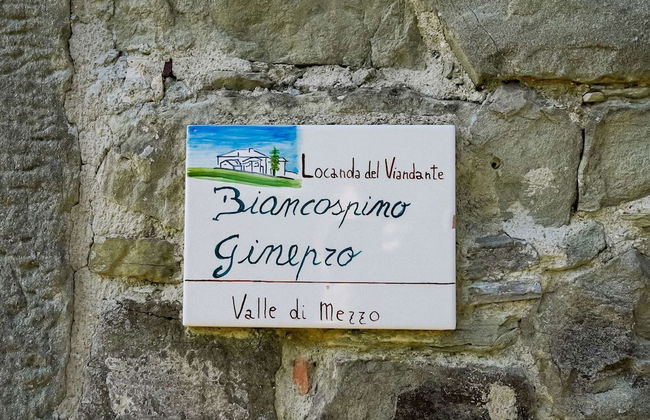 Locanda del Viandante
Biancospino
Ginepro
Valle di Mezzo